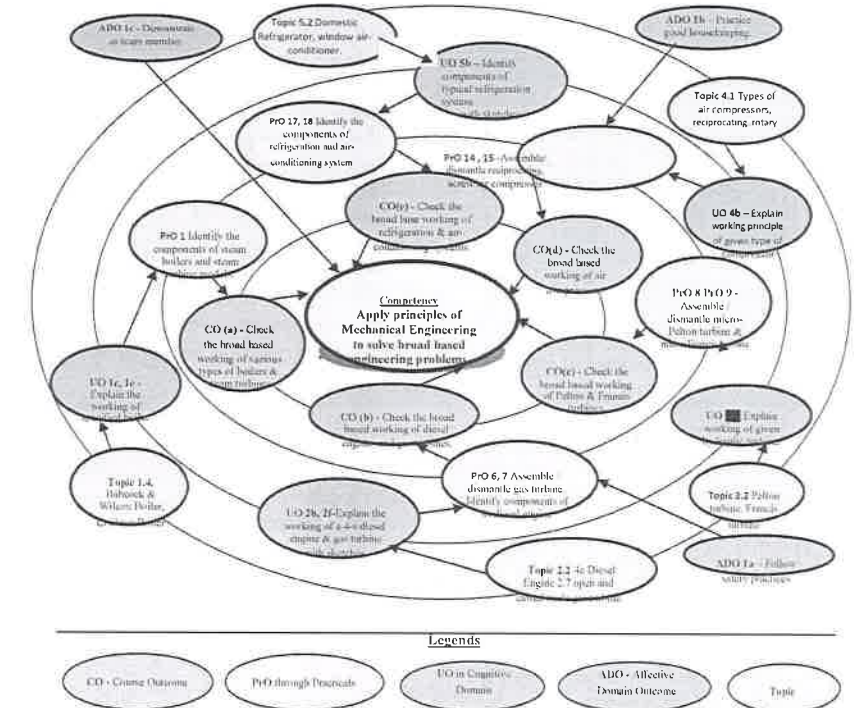 ADO 1c - Demonstrate
as team member.
Topic 5.2 Domestic
Refrigerator, window air-
conditioner.
ADO 1b - Practice
good housekeeping.
UO 5b – Identify
components of
typical refrigeration
system
Topic 4.1 Types of
air compressors,
reciprocating rotary
PrO 17, 18 Identify the
components of
refrigeration and air-
conditioning system
PrO 14, 15 -Assemble
dismantle reciprocating,
screw air compressor
UO 4b – Explain
working principle
of given type of
compressor
CO(e) - Check the
broad base working of
refrigeration & air-
PrO 1 Identify the
components of steam
boilers and steam
CO(d) - Check the
broad based
working of air
PrO 8 PrO 9 -
Assemble /
dismantle micro-
Pelton turbine &
Competency
Apply principles of
Mechanical Engineering
to solve broad based
engineering problems
CO (a) - Check
the broad based
working of various
types of boilers &
steam turbine
UO 1c, 1e -
Explain the
working of
CO(c) - Check the
broad based working
of Pelton & Francis
turbines
CO (b) - Check the broad
based working of diesel
UO Explain
working of given
PrO 6, 7 Assemble /
dismantle gas turbine
Identify components of
Topic 1.4,
Babcock &
Wilcox Boiler,
Topic 3.2 Pelton
turbine, Francis
turbine
UO 2b, 2f-Explain the
working of a 4-s diesel
engine & gas turbine
with sketches
Topic 2.2 4s Diesel
Engine 2.7 open and
ADO 1a – Follow
safety practices
Legends
CO - Course Outcome
PrO through Practicals
UO in Cognitive
Domain
ADO - Affective
Domain Outcome
Topic